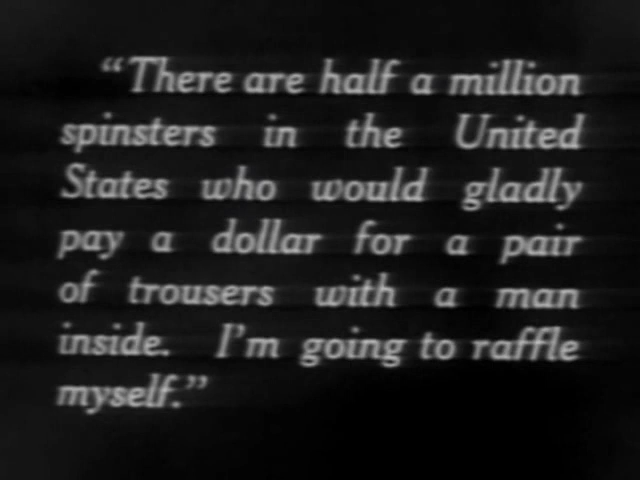 “There are half a million
spinsters in the United
States who would gladly
pay a dollar for a pair
of trousers with a man
inside. I'm going to raffle
myself.”